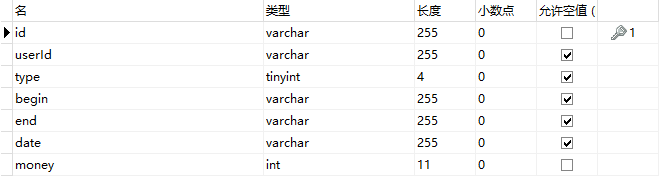 名 类型 长度 小数点 允许空值 (
id varchar 255 0 1
userId varchar 255 0
type tinyint 4 0
begin varchar 255 0
end varchar 255 0
date varchar 255 0
money int 11 0